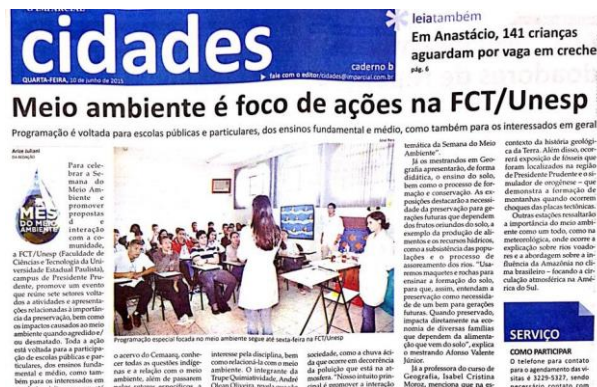 O IMPARCIAL
cidades
caderno b
QUARTA-FEIRA, 10 de junho de 2015
fale com o editor/cidades@imparcial.com.br
leiatambém
Em Anastácio, 141 crianças
aguardam por vaga em creche
pág. 6
Meio ambiente é foco de ações na FCT/Unesp
Programação é voltada para escolas públicas e particulares, dos ensinos fundamental e médio, como também para os interessados em geral
DA REDAÇÃO
MÊS
DO MEIO
AMBIENTE
Para cele-
brar a Se-
mana do
Meio Am-
biente e
promover
propostas
d e
interação
com a co-
munidade,
a FCT/Unesp (Faculdade de
Ciências e Tecnologia da Uni-
versidade Estadual Paulista),
campus de Presidente Pru-
dente, promove um evento
que reúne sete setores volta-
dos a atividades e apresenta-
ções relacionadas à importân-
cia da preservação, bem como
os impactos causados ao meio
ambiente quando agredido e/
ou desmatado. Toda a ação
está voltada para a participa-
ção de escolas públicas e par-
ticulares, dos ensinos funda-
mental e médio, como tam-
bém para os interessados em
Programação especial focada no meio ambiente segue até sexta-feira na FCT/Unesp
o acervo do Cemaarq, conhe-
cer todas as questões indíge-
nas e a relação com o meio
ambiente, além de passarem
interesse pela disciplina, bem
como relacioná-la com o meio
ambiente. O integrante da
Trupe Quimiatividade, André
sociedade, como a chuva áci-
da que ocorre em decorrência
da poluição que está na at-
mosfera. "Nosso intuito prin-
cipal é promover a interação
temática da Semana do Meio
Ambiente".
Já os mestrandos em Geo-
grafia apresentarão, de forma
didática, o ensino do solo,
bem como o processo de for-
mação e conservação. As ex-
posições destacarão a necessi-
dade da preservação para ge-
rações futuras que dependem
dos frutos oriundos do solo, a
exemplo da produção de ali-
mentos e os recursos hídricos,
como a subsistência das popu-
lações e o processo de
assoreamento dos rios. "Usa-
remos maquetes e rochas para
ensinar a formação do solo,
para que, assim, entendam a
preservação como necessida-
de de um bem para gerações
futuras. Quando preservado,
impacta diretamente na eco-
nomia de diversas famílias
que dependem da alimenta-
ção que vem do solo", explica
o mestrando Afonso Valente
Júnior.
Já a professora do curso de
Geografia, Isabel Cristina
Moroz, menciona que na es-
contexto da história geológi-
ca da Terra. Além disso, ocor-
rerá exposição de fósseis que
foram localizados na região
de Presidente Prudente e o si-
mulador de orogênese – que
demonstra a formação de
montanhas quando ocorrem
choques das placas tectônicas.
Outras estações ressaltarão
a importância do meio ambi-
ente como um todo, como na
meteorológica, onde ocorre a
explicação sobre rios voado-
res e a abordagem sobre a in-
fluência da Amazônia no cli-
ma brasileiro – focando a cir-
culação atmosférica na Amé-
rica do Sul.
SERVIÇO
COMO PARTICIPAR
O telefone para contato
para o agendamento das vi-
sitas é 3229-5327, sendo